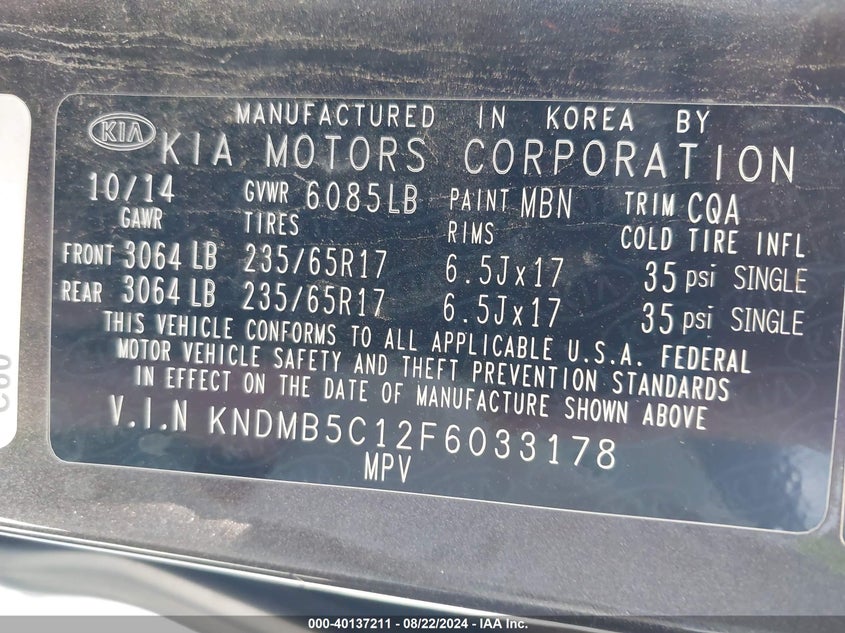 MANUFACTURED IN KOREA BY
KIA KIA MOTORS CORPORATION
10/14 GVWR 6085LB PAINT MBN TRIM CQA
GAWR TIRES RIMS COLD TIRE INFL
FRONT 3064 LB 235/65R17 6.5Jx17 35 psi SINGLE
REAR 3064 LB 235/65R17 6.5Jx17 35 psi SINGLE
THIS VEHICLE CONFORMS TO ALL APPLICABLE U.S.A. FEDERAL
MOTOR VEHICLE SAFETY AND THEFT PREVENTION STANDARDS
IN EFFECT ON THE DATE OF MANUFACTURE SHOWN ABOVE
V.I.N KNDMB5C12F6033178
MPV
000-40137211 - 08/22/2024 - IAA Inc.